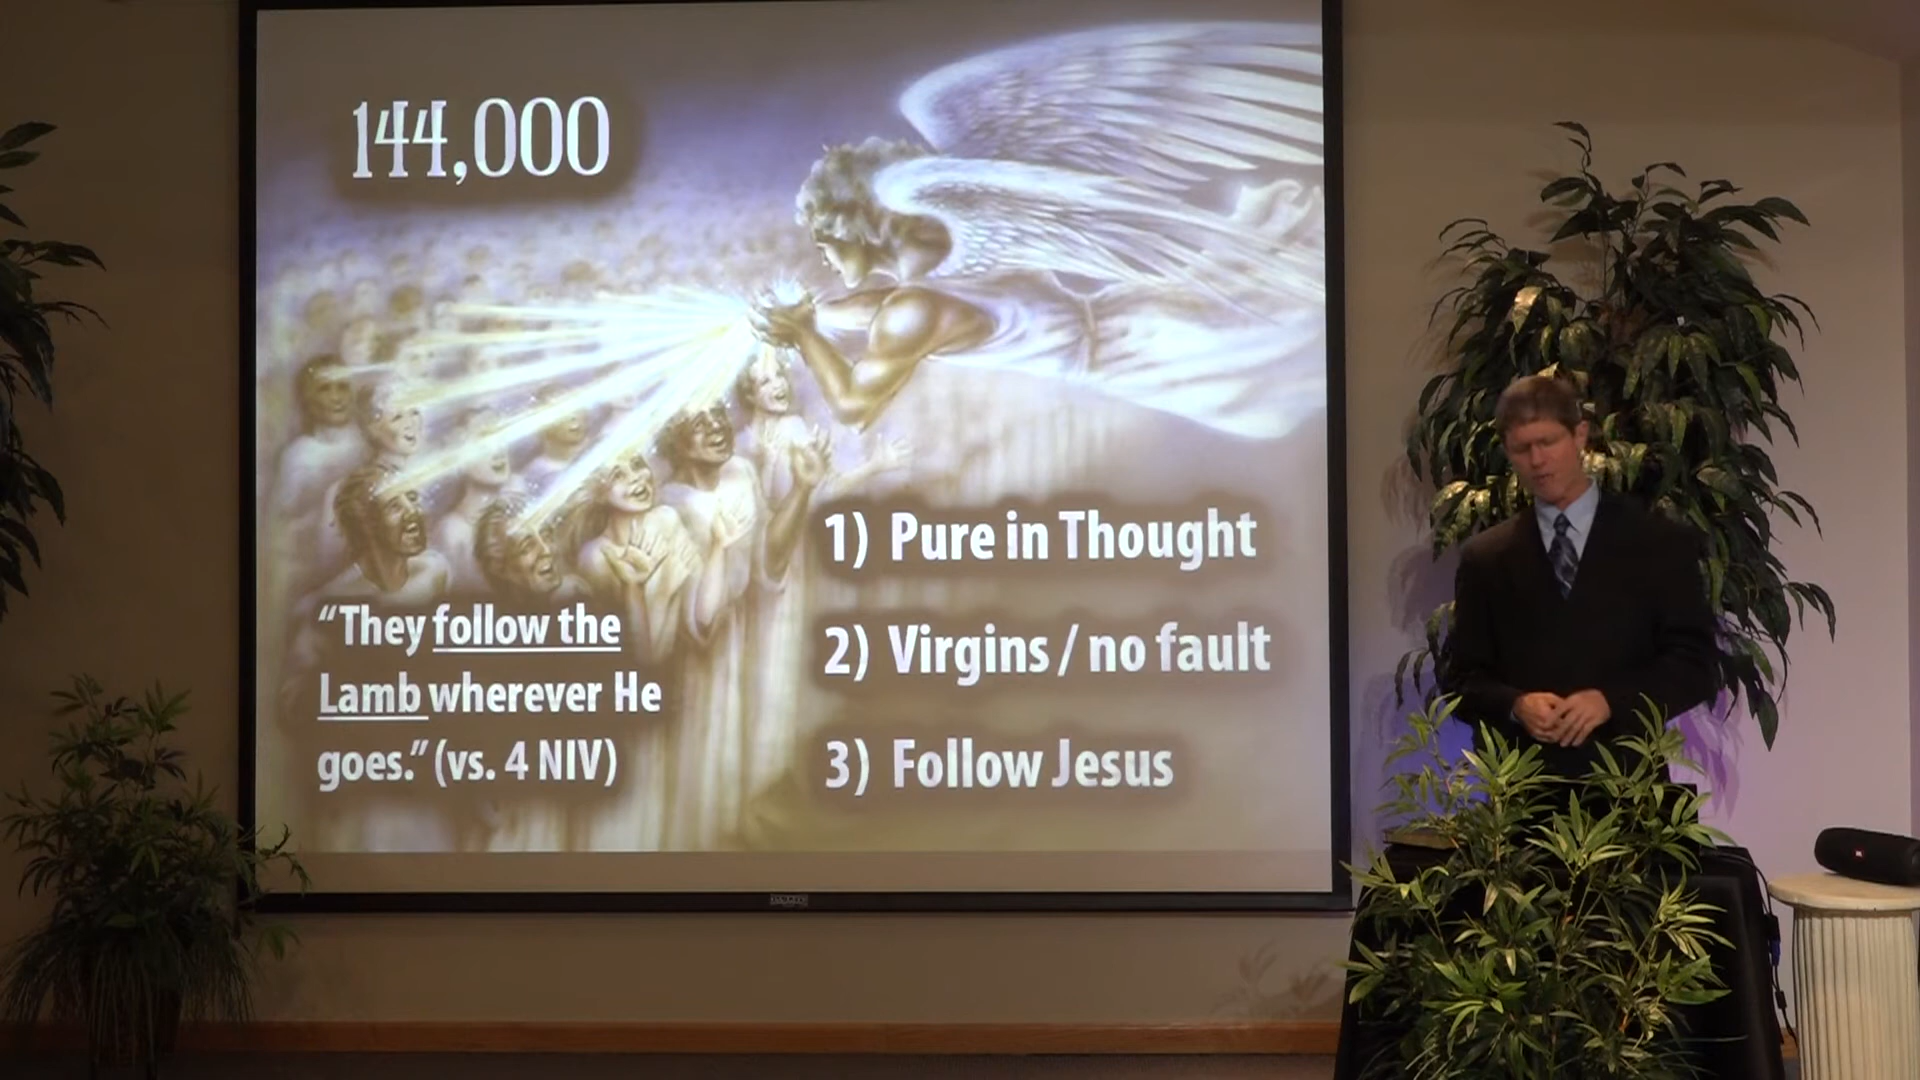 144,000
“They follow the
Lamb wherever He
goes.” (vs. 4 NIV)
1) Pure in Thought
2) Virgins / no fault
3) Follow Jesus
JBL